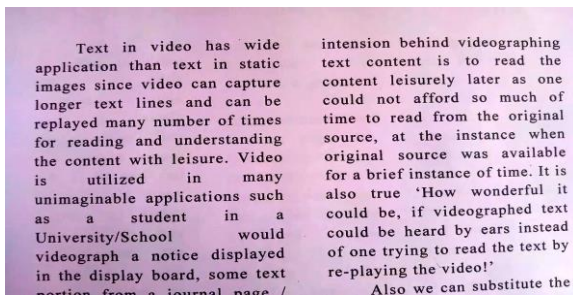 Text in video has wide
application than text in static
images since video can capture
longer text lines and can be
replayed many number of times
for reading and understanding
the content with leisure. Video
is utilized in many
unimaginable applications such
as a student in a
University/School would
videograph a notice displayed
in the display board, some text
portion from a journal page /
intension behind videographing
text content is to read the
content leisurely later as one
could not afford so much of
time to read from the original
source, at the instance when
original source was available
for a brief instance of time. It is
also true ‘How wonderful it
could be, if videographed text
could be heard by ears instead
of one trying to read the text by
re-playing the video!’
Also we can substitute the